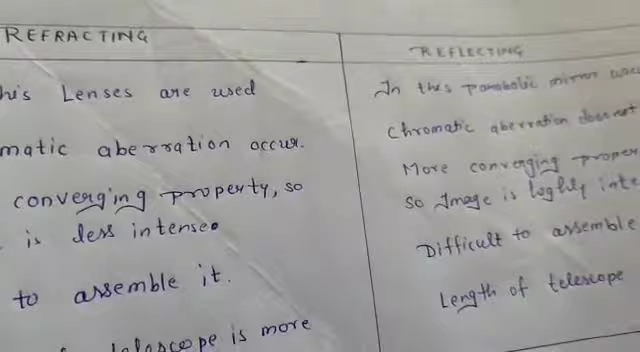 REFRACTING
his Lenses are used
matic aberration occur.
converging property, so
is less intense
to assemble it.
telescope is more
REFLECTING
In this parabolic mirror
Chromatic aberration does not
More converging proper
so Image is highly inte
Difficult to assemble
Length of telescope